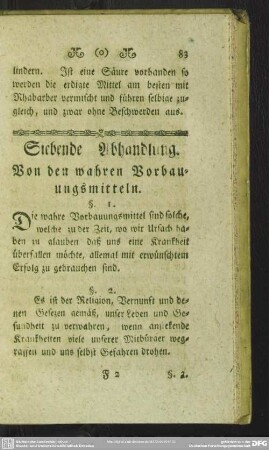 ( o ) 83
lindern. Ist eine Säure vorhanden so
werden die erdigte Mittel am besten mit
Rhabarber vermischt und führen selbige zu-
gleich, und zwar ohne Beschwerden aus.
Siebende Abhandlung.
Von den wahren Vorbau-
ungsmitteln.
§. 1.
Die wahre Vorbauungsmittel sind solche,
welche zu der Zeit, wo wir Ursach ha-
ben zu glauben daß uns eine Krankheit
überfallen möchte, allemal mit erwünschtem
Erfolg zu gebrauchen sind.
§. 2.
Es ist der Religion, Vernunft und de-
nen Gesezen gemäß, unser Leben und Ge-
sundheit zu verwahren, wenn ansteckende
Krankheiten viele unserer Mitbürger weg-
raffen und uns selbst Gefahren drohen.
F 2 §. 3.